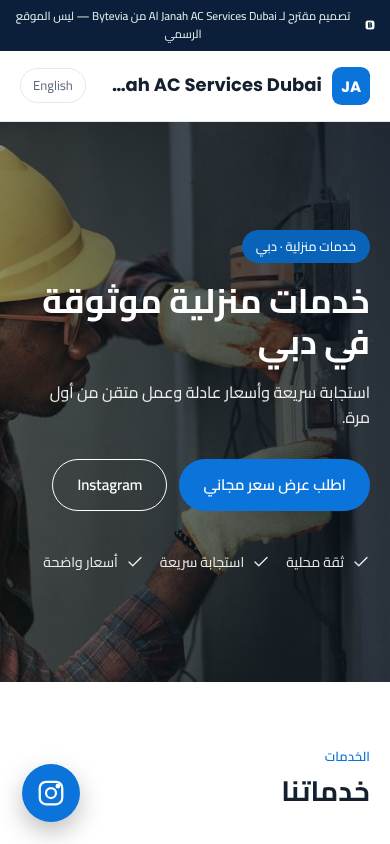 تصميم مقترح لـ Al Janah AC Services Dubai من Bytevia — ليس الموقع
الرسمي
JA
...ah AC Services Dubai
English
خدمات منزلية · دبي
خدمات منزلية موثوقة
في دبي
استجابة سريعة وأسعار عادلة وعمل متقن من أول
مرة.
اطلب عرض سعر مجاني
Instagram
ثقة محلية
استجابة سريعة
أسعار واضحة
الخدمات
خدماتنا